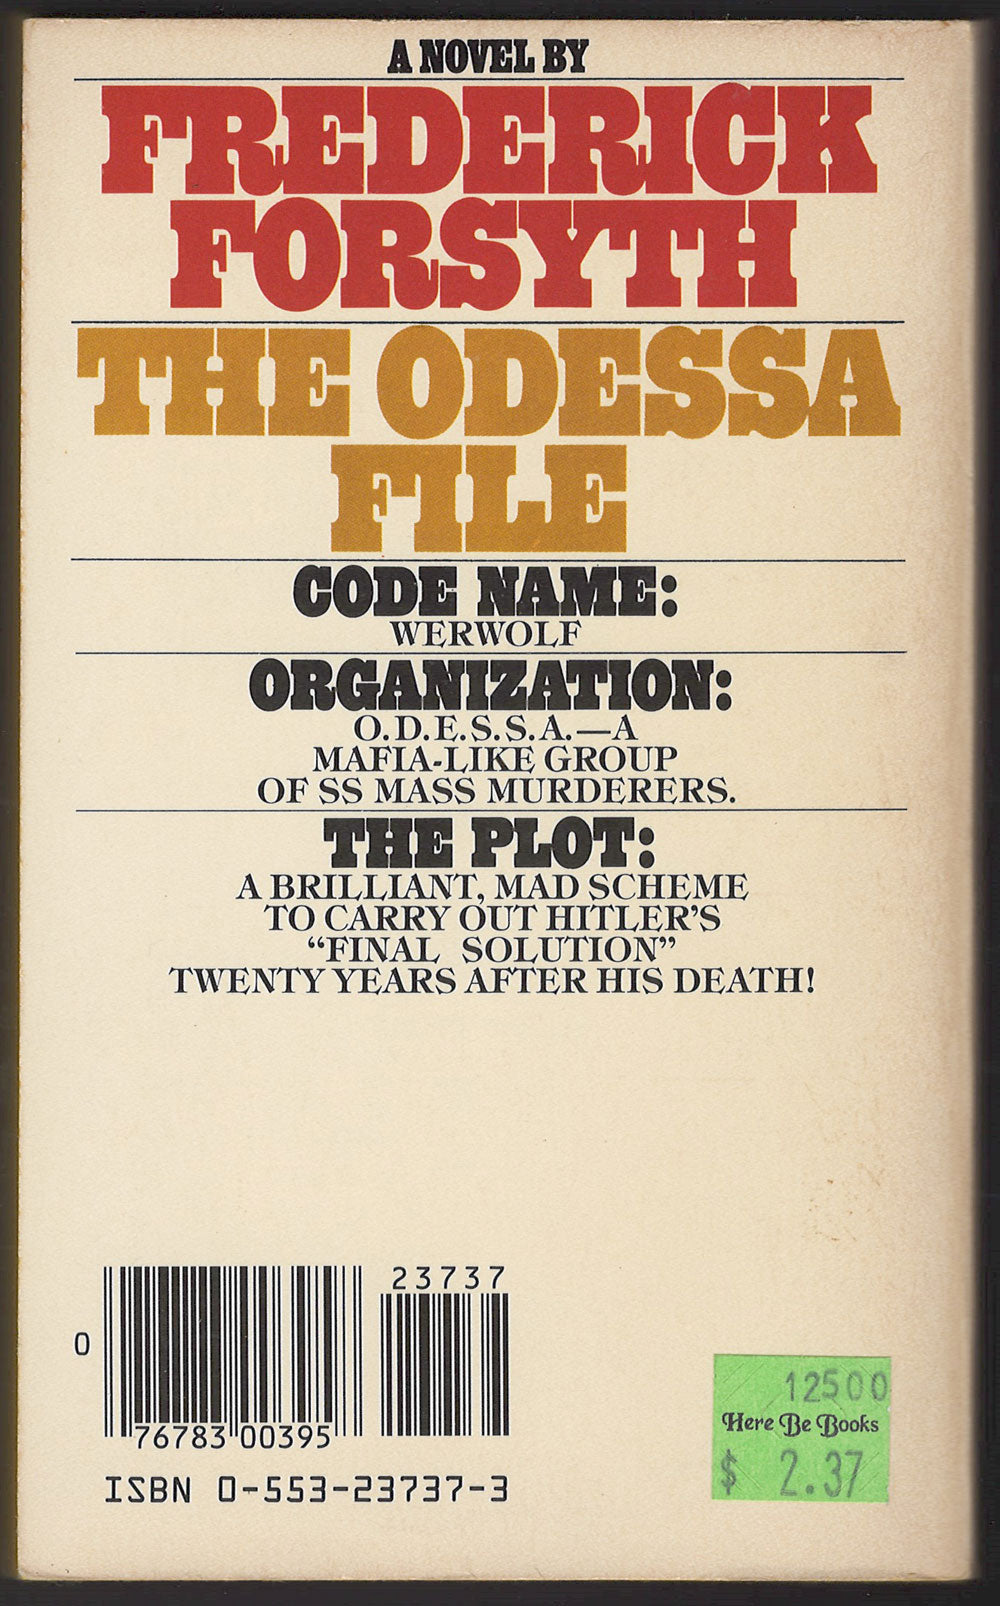 A NOVEL BY
FREDERICK
FORSYTH
THE ODESSA
FILE
CODE NAME:
WERWOLF
ORGANIZATION:
O.D.E.S.S.A.—A
MAFIA-LIKE GROUP
OF SS MASS MURDERERS.
THE PLOT:
A BRILLIANT, MAD SCHEME
TO CARRY OUT HITLER'S
“FINAL SOLUTION”
TWENTY YEARS AFTER HIS DEATH!
23737
0
76783 00395
ISBN 0-553-23737-3
12500
Here Be Books
$ 2.37